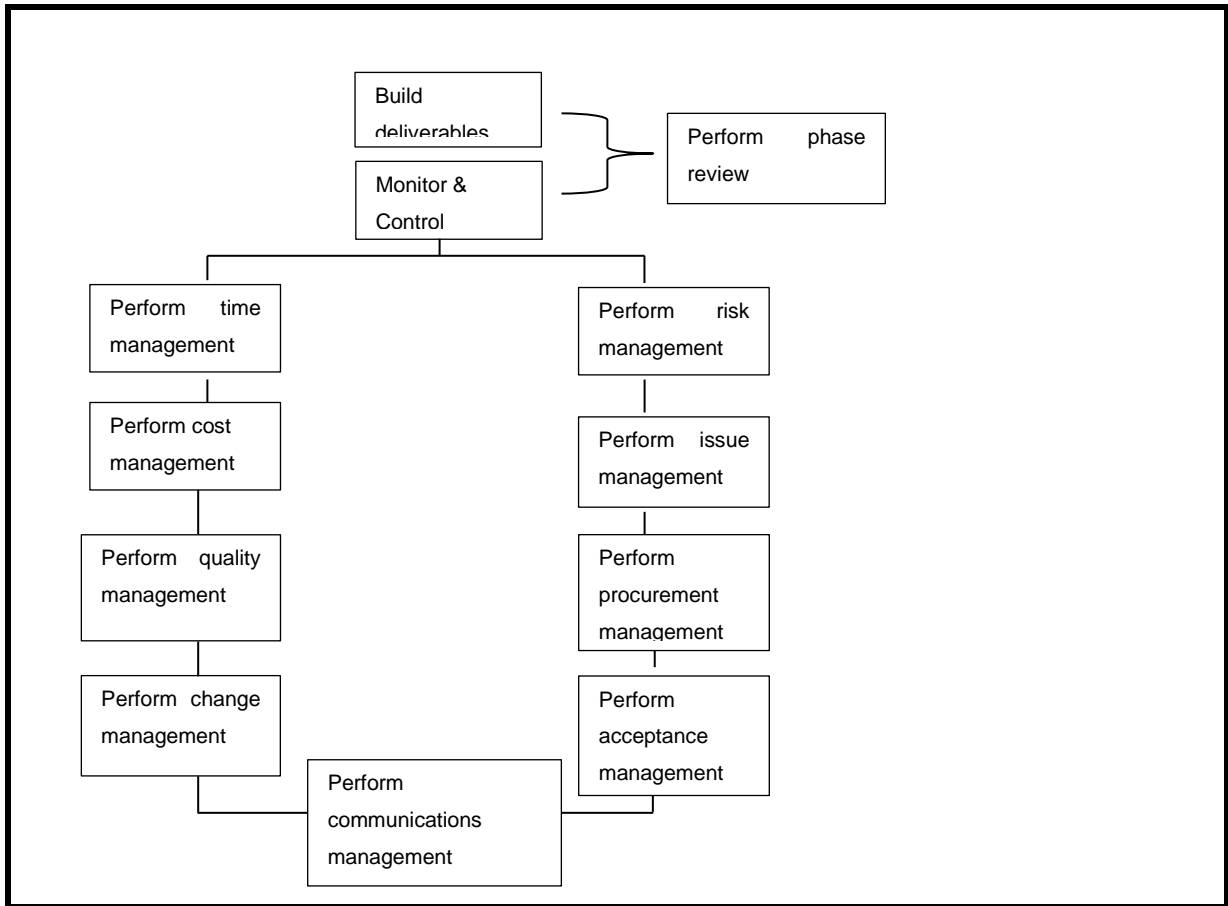 Build
deliverables
Perform phase
review
Monitor &
Control
Perform time
management
Perform risk
management
Perform cost
management
Perform issue
management
Perform quality
management
Perform
procurement
management
Perform change
management
Perform
acceptance
management
Perform
communications
management